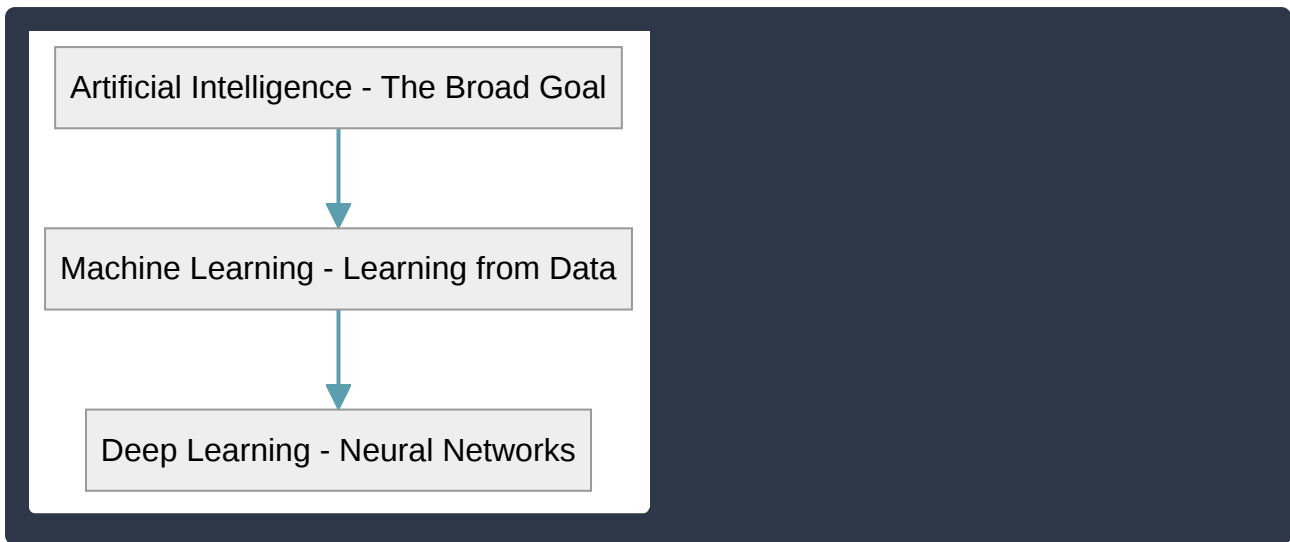 Artificial Intelligence - The Broad Goal
Machine Learning - Learning from Data
Deep Learning - Neural Networks